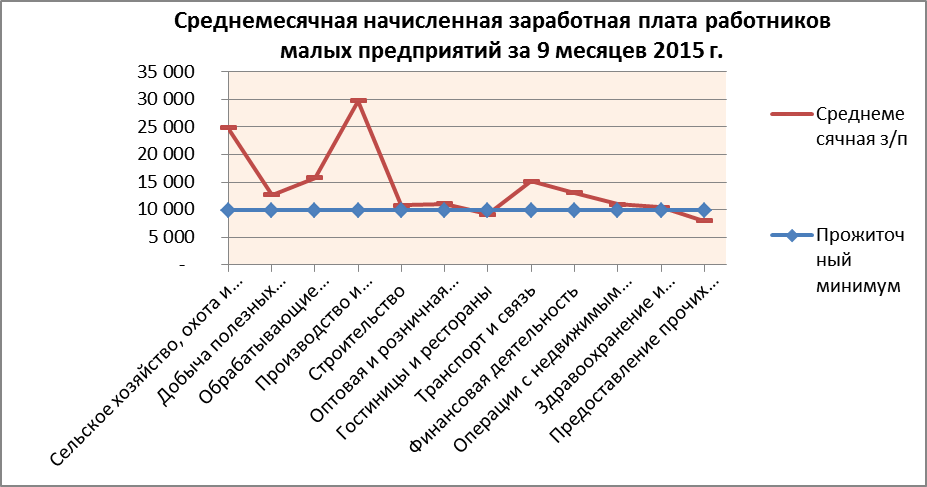 Среднемесячная начисленная заработная плата работников
малых предприятий за 9 месяцев 2015 г.
35 000
30 000
25 000
20 000
15 000
10 000
5 000
-
Сельское хозяйство, охота и...
Добыча полезных...
Обрабатывающие...
Производство и...
Строительство
Оптовая и розничная...
Гостиницы и рестораны
Транспорт и связь
Финансовая деятельность
Операции с недвижимым...
Здравоохранение и...
Предоставление прочих...
Среднеме
сячная з/п
Прожиточ
ный
минимум